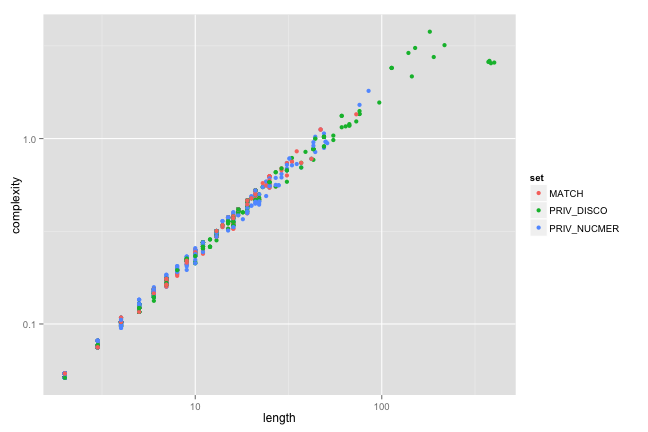 complexity
1.0
0.1
10
100
length
set
MATCH
PRIV_DISCO
PRIV_NUCMER